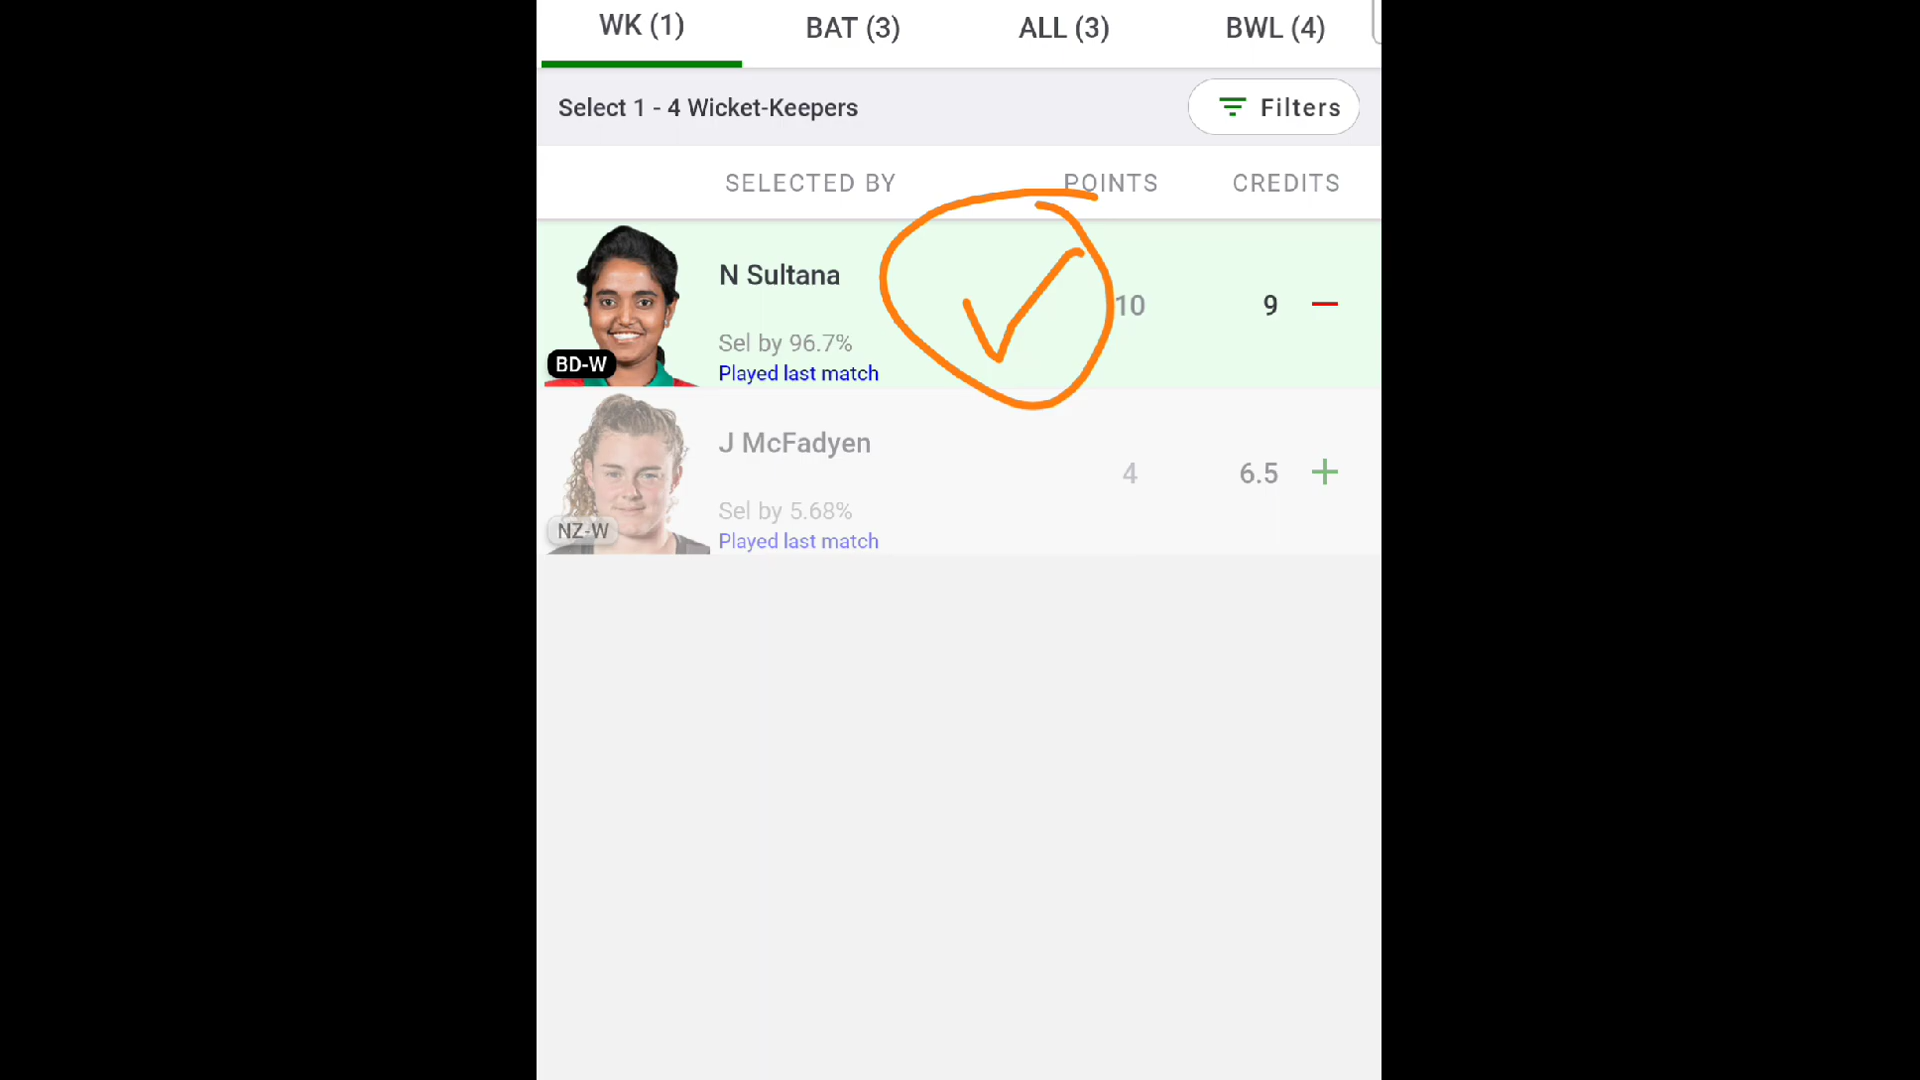 WK (1) BAT (3) ALL (3) BWL (4)
Select 1 - 4 Wicket-Keepers Filters
SELECTED BY POINTS CREDITS
N Sultana
10 9
Sel by 96.7%
BD-W
Played last match
J McFadyen
4 6.5
Sel by 5.68%
NZ-W
Played last match